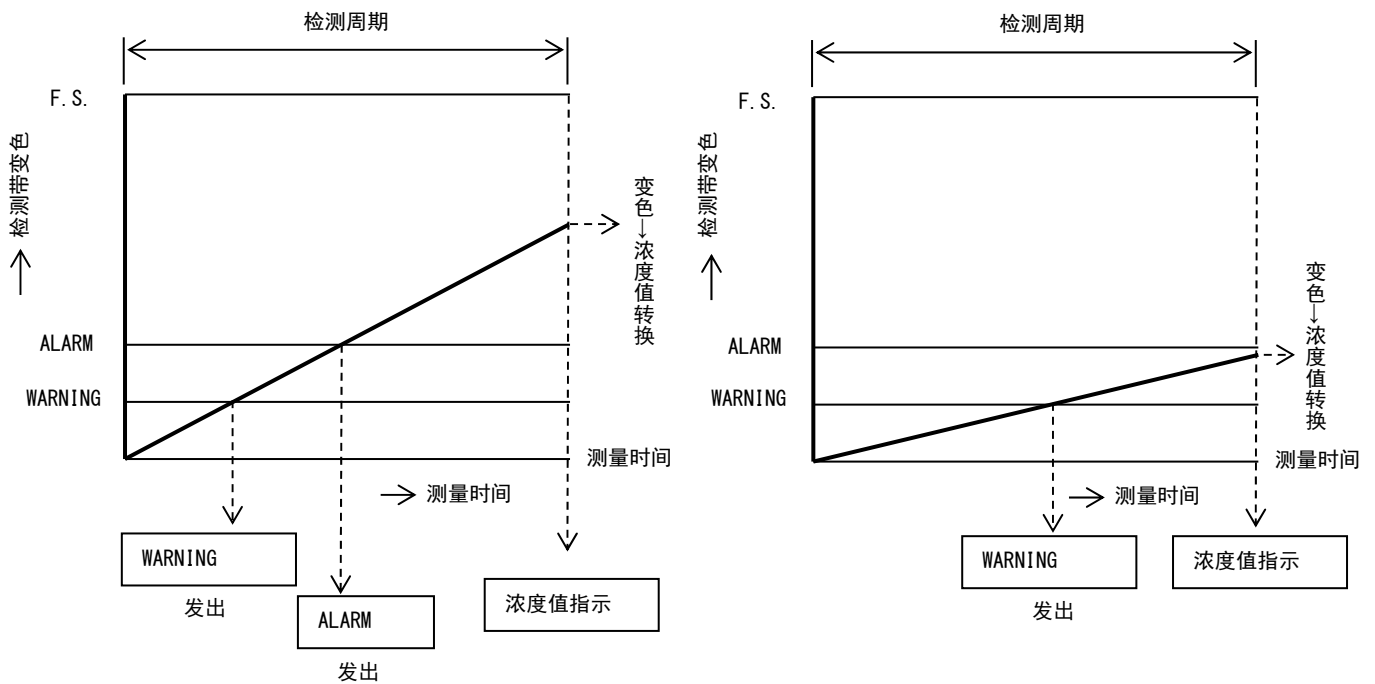 检测周期
F.S.
检测带变色
变色→浓度值转换
ALARM
WARNING
测量时间
测量时间
WARNING
发出
ALARM
发出
浓度值指示
检测周期
F.S.
检测带变色
变色→浓度值转换
ALARM
WARNING
测量时间
测量时间
WARNING
发出
浓度值指示